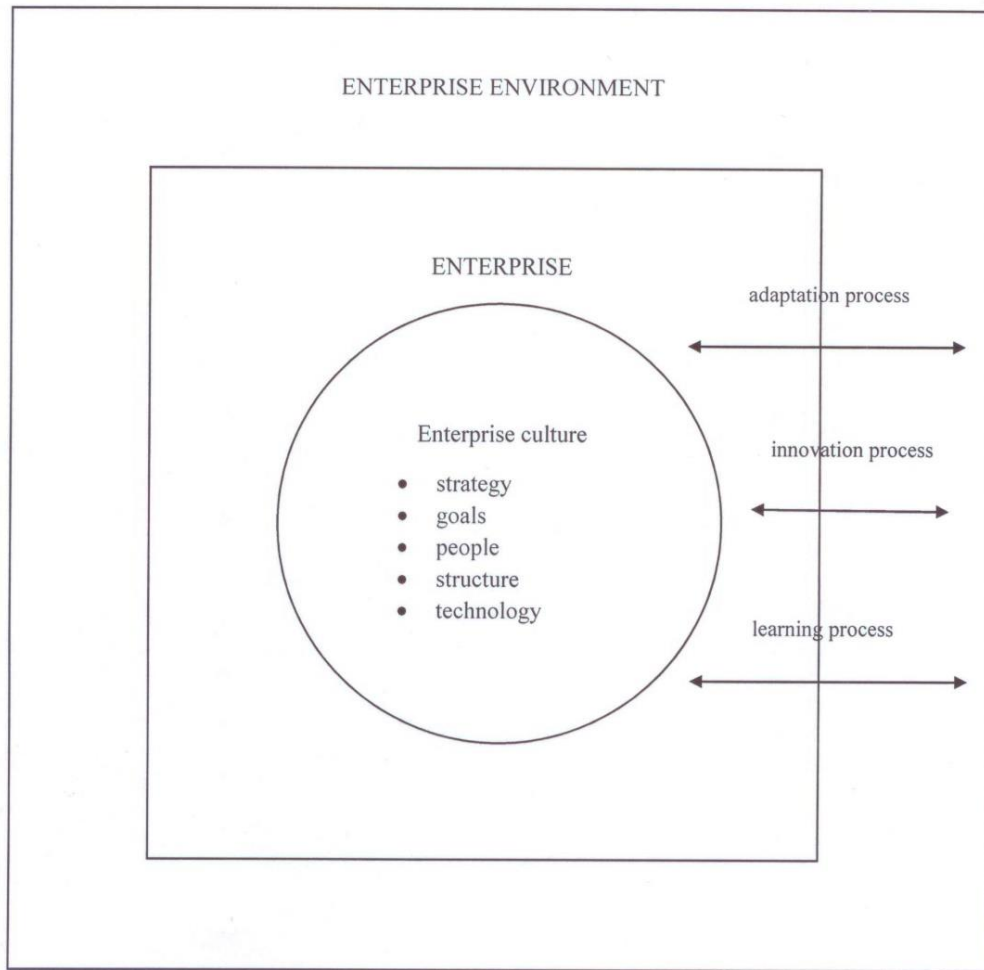 ENTERPRISE ENVIRONMENT
ENTERPRISE
adaptation process
Enterprise culture
innovation process
• strategy
• goals
• people
• structure
• technology
learning process